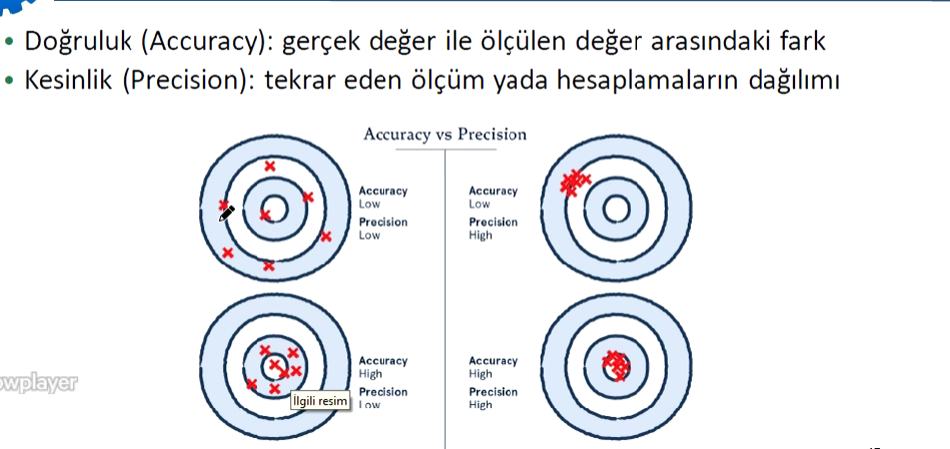 • Doğruluk (Accuracy): gerçek değer ile ölçülen değer arasındaki fark
• Kesinlik (Precision): tekrar eden ölçüm yada hesaplamaların dağılımı
Accuracy vs Precision
Accuracy
Low
Precision
Low
Accuracy
Low
Precision
High
Accuracy
High
Precision
Low
Accuracy
High
Precision
High
İlgili resim
owplayer